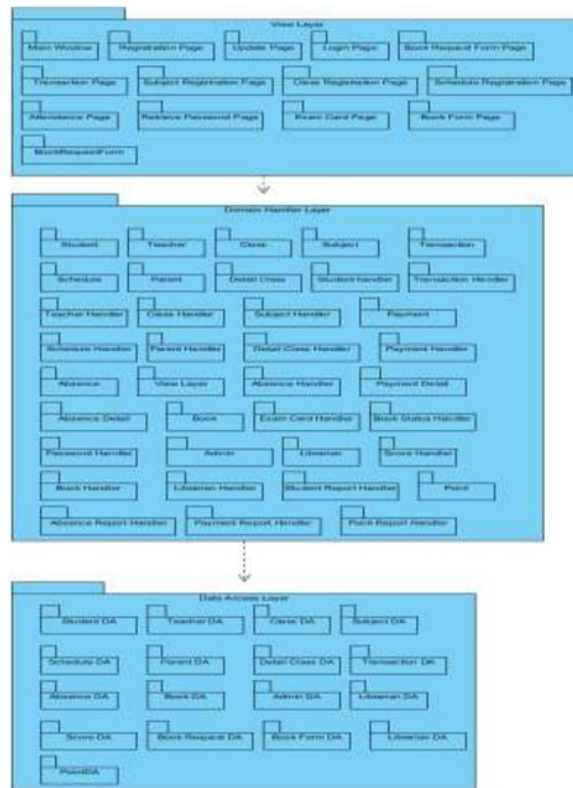 View Layer
Main Window Registration Page Update Page Login Page Book Request Form Page
Transaction Page Subject Registration Page Class Registration Page Schedule Registration Page
Attendance Page Retrieve Password Page Exam Card Page Book Form Page
BookRequestForm
Domain Handler Layer
Student Teacher Class Subject Transaction
Schedule Parent Detail Class Student handler Transaction Handler
Teacher Handler Class Handler Subject Handler Payment
Schedule Handler Parent Handler Detail Class Handler Payment Handler
Absence View Layer Absence Handler Payment Detail
Absence Detail Book Exam Card Handler Book Status Handler
Password Handler Admin Librarian Score Handler
Book Handler Librarian Handler Student Report Handler Point
Absence Report Handler Payment Report Handler Point Report Handler
Data Access Layer
Student DA Teacher DA Class DA Subject DA
Schedule DA Parent DA Detail Class DA Transaction DA
Absence DA Book DA Admin DA Librarian DA
Score DA Book Request DA Book Form DA Librarian DA
PointDA